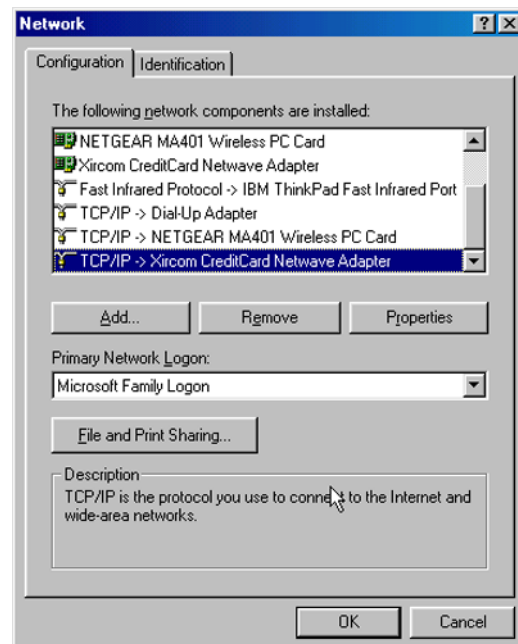 Network
Configuration
Identification
The following network components are installed:
NETGEAR MA401 Wireless PC Card
Xircom CreditCard Netwave Adapter
Fast Infrared Protocol -> IBM ThinkPad Fast Infrared Port
TCP/IP -> Dial-Up Adapter
TCP/IP -> NETGEAR MA401 Wireless PC Card
TCP/IP -> Xircom CreditCard Netwave Adapter
Add...
Remove
Properties
Primary Network Logon:
Microsoft Family Logon
File and Print Sharing...
Description
TCP/IP is the protocol you use to connect to the Internet and
wide-area networks.
OK
Cancel